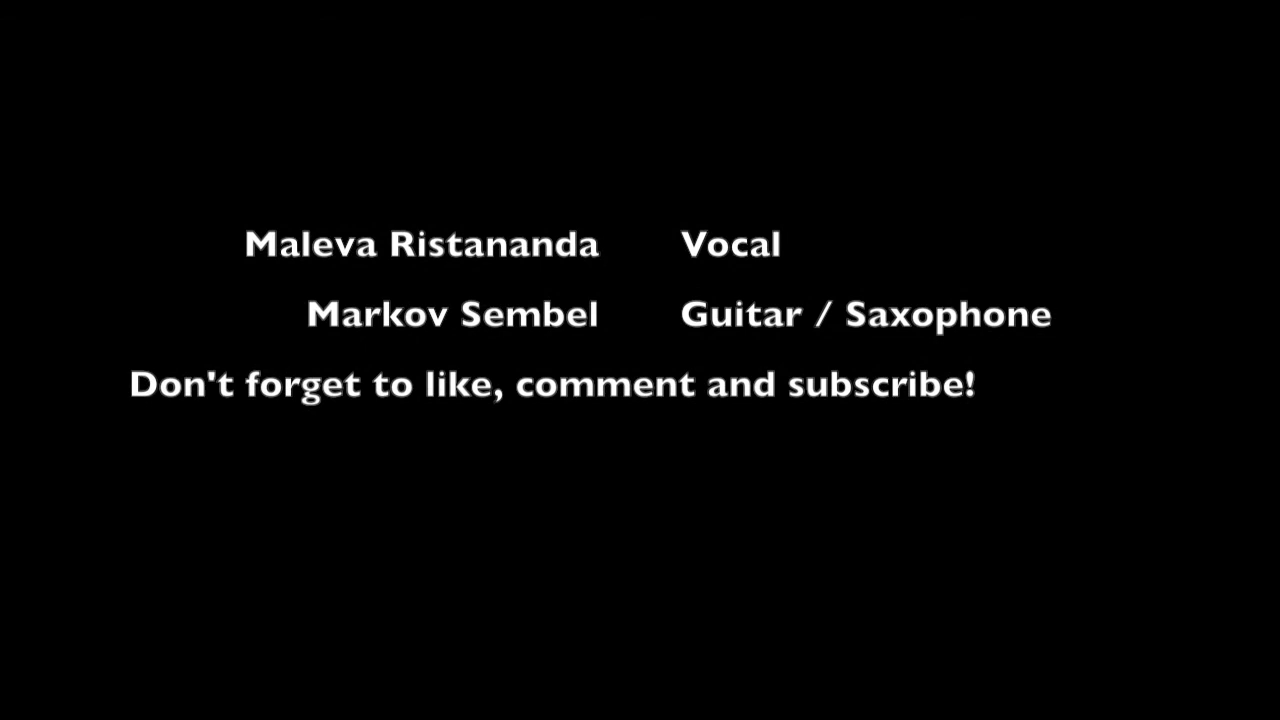 Maleva Ristananda Vocal
Markov Sembel Guitar / Saxophone
Don't forget to like, comment and subscribe!